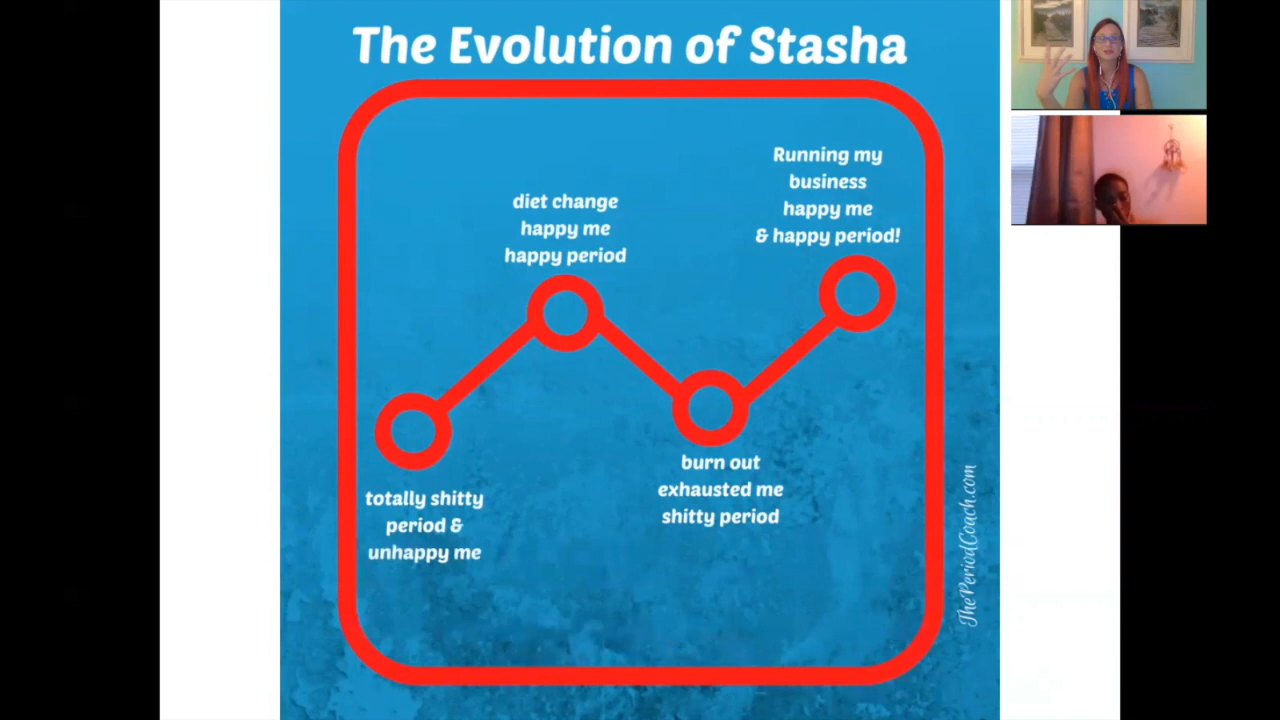 The Evolution of Stasha
Running my
business
happy me
& happy period!
diet change
happy me
happy period
burn out
exhausted me
shitty period
totally shitty
period &
unhappy me
ThePeriodCoach.com